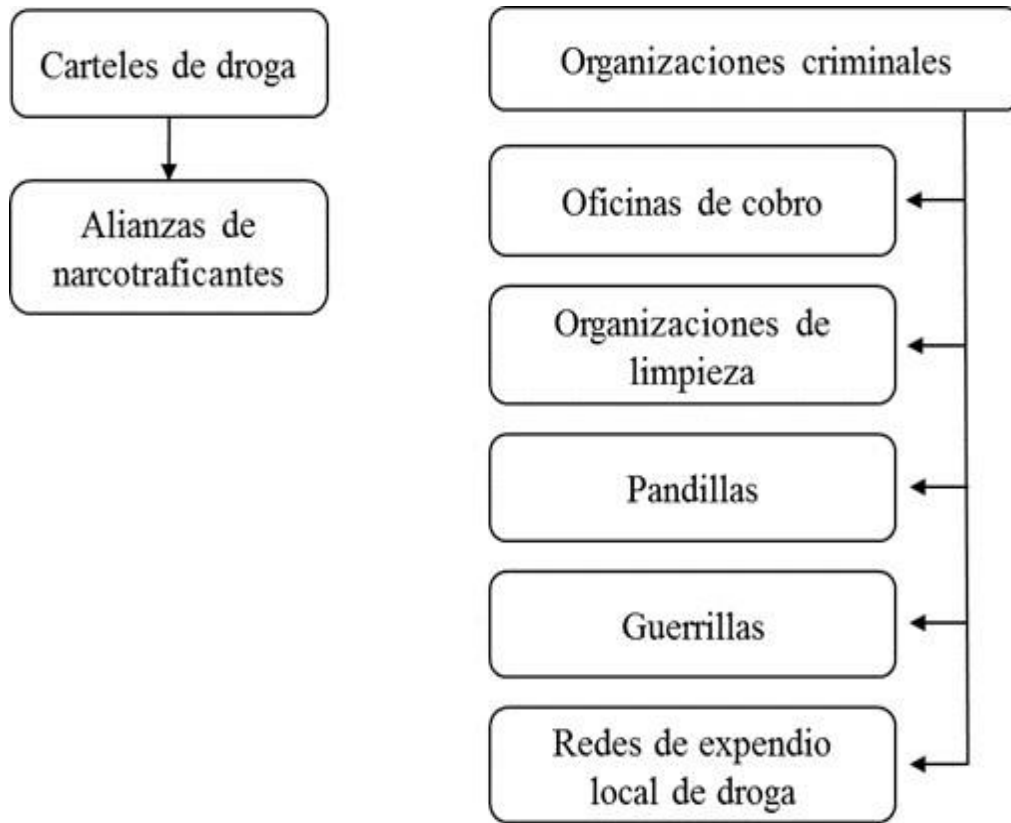 Carteles de droga
Alianzas de
narcotraficantes
Organizaciones criminales
Oficinas de cobro
Organizaciones de
limpieza
Pandillas
Guerrillas
Redes de expendio
local de droga